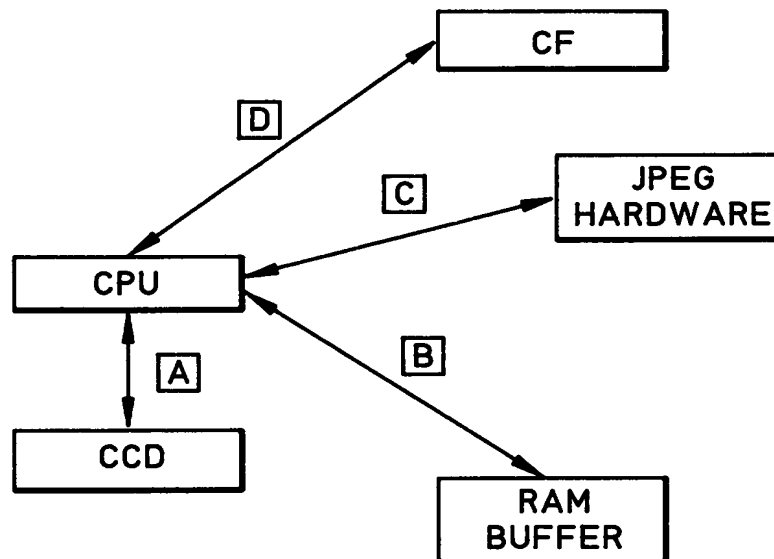 CF
D
JPEG
HARDWARE
C
CPU
B
A
CCD
RAM
BUFFER